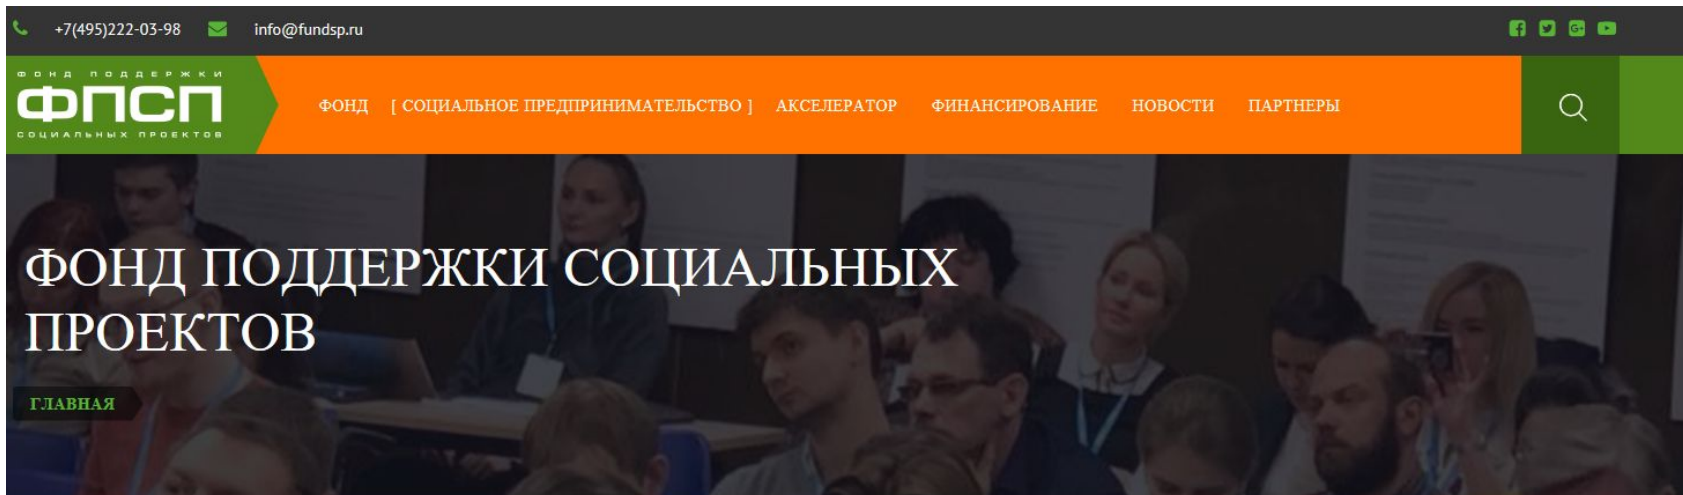 +7(495)222-03-98 info@fundsp.ru
ФОНД ПОДДЕРЖКИ
ФПСП
СОЦИАЛЬНЫХ ПРОЕКТОВ
ФОНД [ СОЦИАЛЬНОЕ ПРЕДПРИНИМАТЕЛЬСТВО ] АКСЕЛЕРАТОР ФИНАНСИРОВАНИЕ НОВОСТИ ПАРТНЕРЫ
ФОНД ПОДДЕРЖКИ СОЦИАЛЬНЫХ
ПРОЕКТОВ
ГЛАВНАЯ